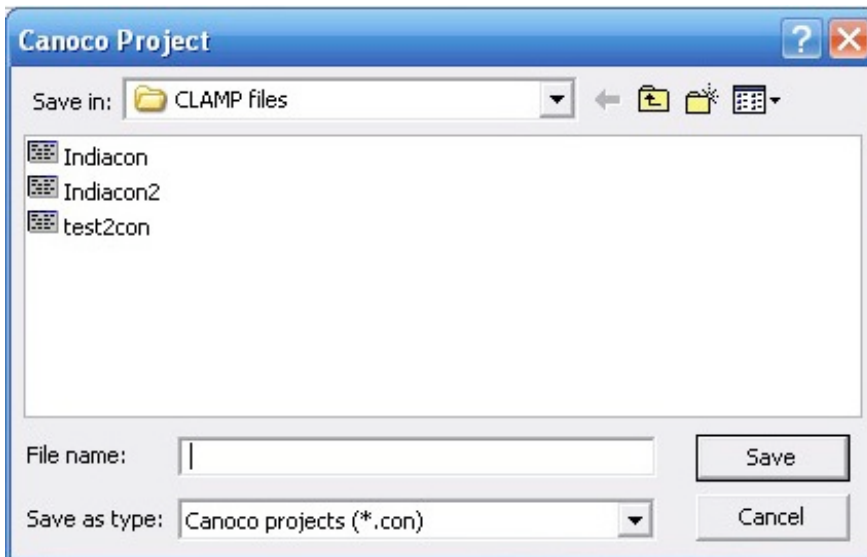 Canoco Project
Save in: CLAMP files
Indiacon
Indiacon2
test2con
File name: Save
Save as type: Canoco projects (*.con) Cancel